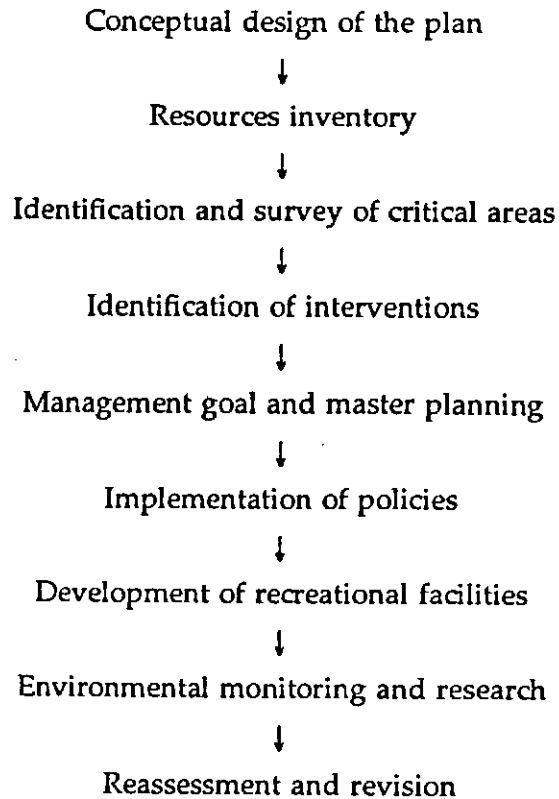 Conceptual design of the plan
↓
Resources inventory
↓
Identification and survey of critical areas
↓
Identification of interventions
↓
Management goal and master planning
↓
Implementation of policies
↓
Development of recreational facilities
↓
Environmental monitoring and research
↓
Reassessment and revision